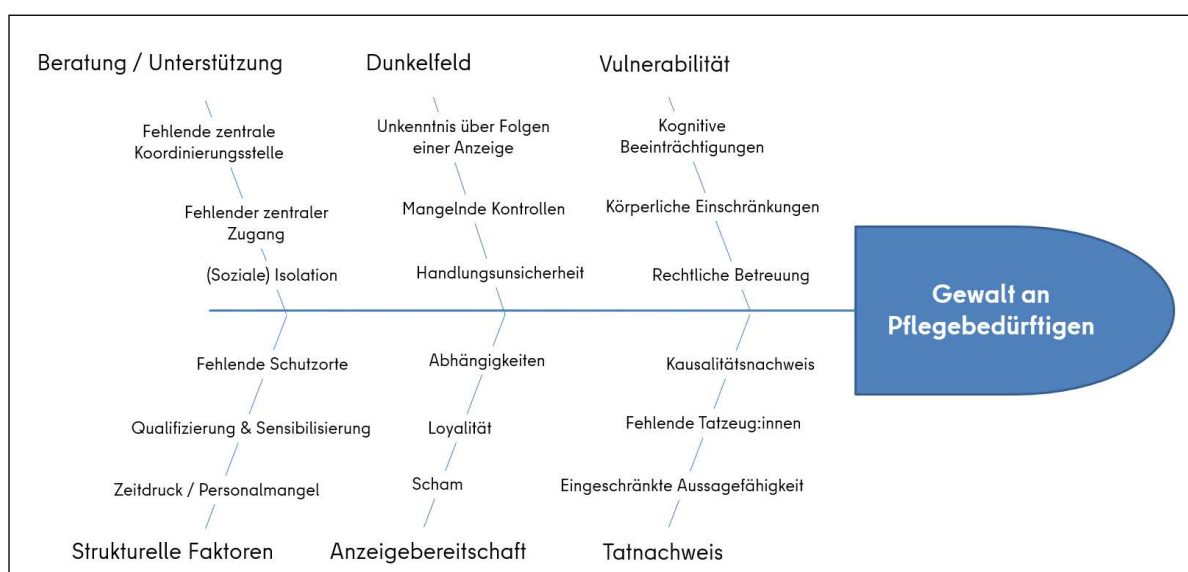 Beratung / Unterstützung
Fehlende zentrale
Koordinierungsstelle
Fehlender zentraler
Zugang
(Soziale) Isolation
Dunkelfeld
Unkenntnis über Folgen
einer Anzeige
Mangelnde Kontrollen
Handlungsunsicherheit
Vulnerabilität
Kognitive
Beeinträchtigungen
Körperliche Einschränkungen
Rechtliche Betreuung
Gewalt an
Pflegebedürftigen
Fehlende Schutzorte
Qualifizierung & Sensibilisierung
Zeitdruck / Personalmangel
Strukturelle Faktoren
Abhängigkeiten
Loyalität
Scham
Anzeigebereitschaft
Kausalitätsnachweis
Fehlende Tatzeug:innen
Eingeschränkte Aussagefähigkeit
Tatnachweis